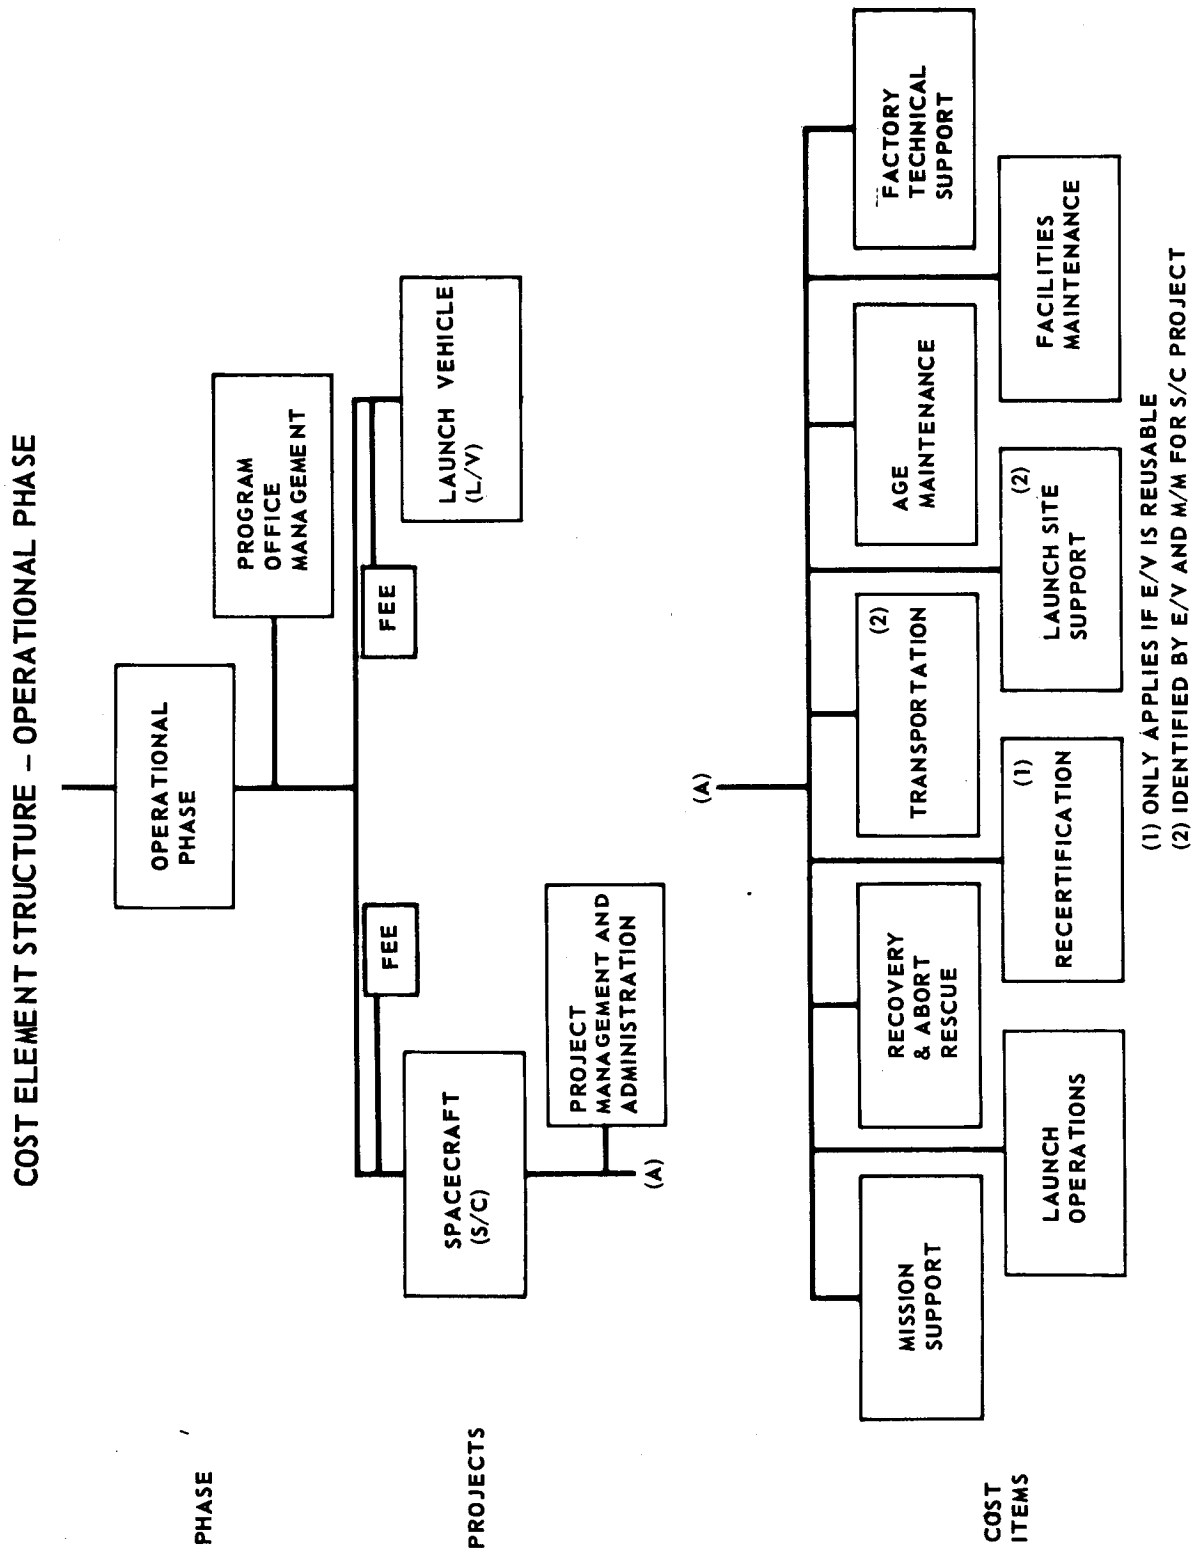 COST ELEMENT STRUCTURE – OPERATIONAL PHASE
PHASE
OPERATIONAL
PHASE
PROGRAM
OFFICE
MANAGEMENT
PROJECTS
FEE
FEE
SPACECRAFT
(S/C)
LAUNCH VEHICLE
(L/V)
PROJECT
MANAGEMENT AND
ADMINISTRATION
(A)
(A)
COST
ITEMS
MISSION
SUPPORT
RECOVERY
& ABORT
RESCUE
(2)
TRANSPORTATION
AGE
MAINTENANCE
FACTORY
TECHNICAL
SUPPORT
LAUNCH
OPERATIONS
(1)
RECERTIFICATION
(2)
LAUNCH SITE
SUPPORT
FACILITIES
MAINTENANCE
(1) ONLY APPLIES IF E/V IS REUSABLE
(2) IDENTIFIED BY E/V AND M/M FOR S/C PROJECT